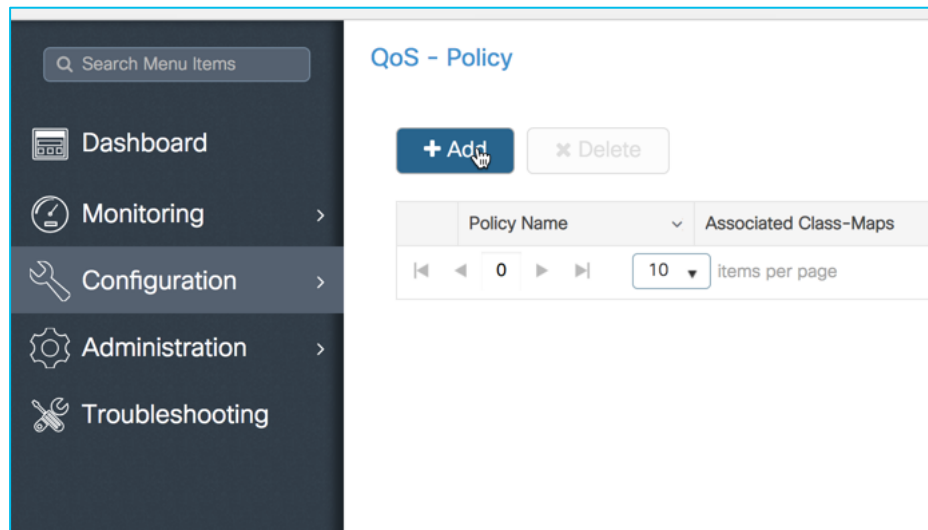 Search Menu Items
Dashboard
Monitoring
Configuration
Administration
Troubleshooting
QoS - Policy
+ Add
× Delete
Policy Name Associated Class-Maps
0 10 items per page